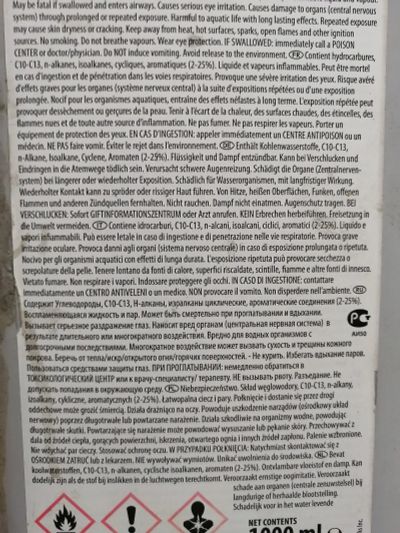 may be fatal if swallowed and enters airways. Causes serious eye irritation. Causes damage to organs (central nervous
system) through prolonged or repeated exposure. Harmful to aquatic life with long lasting effects. Repeated exposure
may cause skin dryness or cracking. Keep away from heat, hot surfaces, sparks, open flames and other ignition
sources. No smoking. Do not breathe vapours. Wear eye protection. IF SWALLOWED: immediately call a POISON
CENTER or doctor/physician. Do NOT induce vomiting. Avoid release to the environment. FR Contient hydrocarbures,
C10-C13, n-alkanes, isoalkanes, cycliques, aromatiques (2-25%). Liquide et vapeurs inflammables. Peut être mortel
en cas d'ingestion et de pénétration dans les voies respiratoires. Provoque une sévère irritation des yeux. Risque avéré
d'effets graves pour les organes (système nerveux central) à la suite d'expositions répétées ou d'une exposition
prolongée. Nocif pour les organismes aquatiques, entraîne des effets néfastes à long terme. L'exposition répétée peut
provoquer dessèchement ou gerçures de la peau. Tenir à l'écart de la chaleur, des surfaces chaudes, des étincelles, des
flammes nues et de toute autre source d'inflammation. Ne pas fumer. Ne pas respirer les vapeurs. Porter un
équipement de protection des yeux. EN CAS D'INGESTION: appeler immédiatement un CENTRE ANTIPOISON ou un
médecin. NE PAS faire vomir. Éviter le rejet dans l'environnement. DE Enthält Kohlenwasserstoffe, C10-C13,
n-Alkane, Isoalkane, Cyclene, Aromaten (2-25%). Flüssigkeit und Dampf entzündbar. Kann bei Verschlucken und
Eindringen in die Atemwege tödlich sein. Verursacht schwere Augenreizung. Schädigt die Organe (Zentralnerven-
system) bei längerer oder wiederholter Exposition. Schädlich für Wasserorganismen, mit langfristiger Wirkung.
Wiederholter Kontakt kann zu spröder oder rissiger Haut führen. Von Hitze, heißen Oberflächen, Funken, offenen
Flammen und anderen Zündquellen fernhalten. Nicht rauchen. Dampf nicht einatmen. Augenschutz tragen. BEI
VERSCHLUCKEN: Sofort GIFTINFORMATIONSZENTRUM oder Arzt anrufen. KEIN Erbrechen herbeiführen. Freisetzung in
die Umwelt vermeiden. IT Contiene idrocarburi, C10-C13, n-alcani, isoalcani, ciclici, aromatici (2-25%). Liquido e
vapori infiammabili. Può essere letale in caso di ingestione e di penetrazione nelle vie respiratorie. Provoca grave
irritazione oculare. Provoca danni agli organi (sistema nervoso centrale) in caso di esposizione prolungata o ripetuta.
Nocivo per gli organismi acquatici con effetti di lunga durata. L'esposizione ripetuta può provocare secchezza o
screpolature della pelle. Tenere lontano da fonti di calore, superfici riscaldate, scintille, fiamme e altre fonti di innesco.
Vietato fumare. Non respirare i vapori. Indossare proteggere gli occhi. IN CASO DI INGESTIONE: contattare
immediatamente un CENTRO ANTIVELENI o un medico. NON provocare il vomito. Non disperdere nell'ambiente. RU
Содержит Углеводороды, С10-С13, Н-алканы, изралканы циклические, ароматические соединения (2-25%).
Воспламеняющаяся жидкость и пар. Может быть смертельно при проглатывании и вдыхании.
Вызывает серьезное раздражение глаз. Наносит вред органам (центральная нервная система) в
результате длительного или многократного воздействия. Вредно для водных организмов с
долгосрочными последствиями. Многократное воздействие может вызвать сухость и трещины кожного
покрова. Беречь от тепла/искр/открытого огня/горячих поверхностей. - Не курить. Избегать вдыхание паров.
Пользоваться средствами защиты глаз. ПРИ ПРОГЛАТЫВАНИИ: немедленно обратится в
ТОКСИКОЛОГИЧЕСКИЙ ЦЕНТР или к врачу-специалисту/ терапевту. НЕ вызывать рвоту. Разъедание. Не
допускать попадания в окружающую среду. PL Niebezpieczeństwo. Skład węglowodory, C10-C13, n-alkany,
izoalkany, cykliczne, aromatycznych (2-25%). Łatwopalna ciecz i pary. Połknięcie i dostanie się przez drogi
oddechowe może grozić śmiercią. Działa drażniąco na oczy. Powoduje uszkodzenie narządów (ośrodkowy układ
nerwowy) poprzez długotrwałe lub powtarzane narażenie. Działa szkodliwie na organizmy wodne, powodując
długotrwałe skutki. Powtarzające się narażenie może powodować wysuszanie lub pękanie skóry. Przechowywać z
dala od źródeł ciepła, gorących powierzchni, iskrzenia, otwartego ognia i innych źródeł zapłonu. Palenie wzbronione.
Nie wdychać par cieczy. Stosować ochronę oczu. W PRZYPADKU POŁKNIĘCIA: Natychmiast skontaktować się z
OŚRODKIEM ZATRUĆ lub z lekarzem. NIE wywoływać wymiotów. Unikać uwolnienia do środowiska. NL Bevat
koolwaterstoffen, C10-C13, n-alkanen, cyclische isoalkanen, aromaten (2-25%). Ontvlambare vloeistof en damp. Kan
dodelijk zijn als de stof bij inslikken in de luchtwegen terechtkomt. Veroorzaakt ernstige oogirritatie. Veroorzaakt
schade aan organen (centrale zenuwstelsel) bij
langdurige of herhaalde blootstelling.
Schadelijk voor in het water levende
РС
АИ50
1000 ml